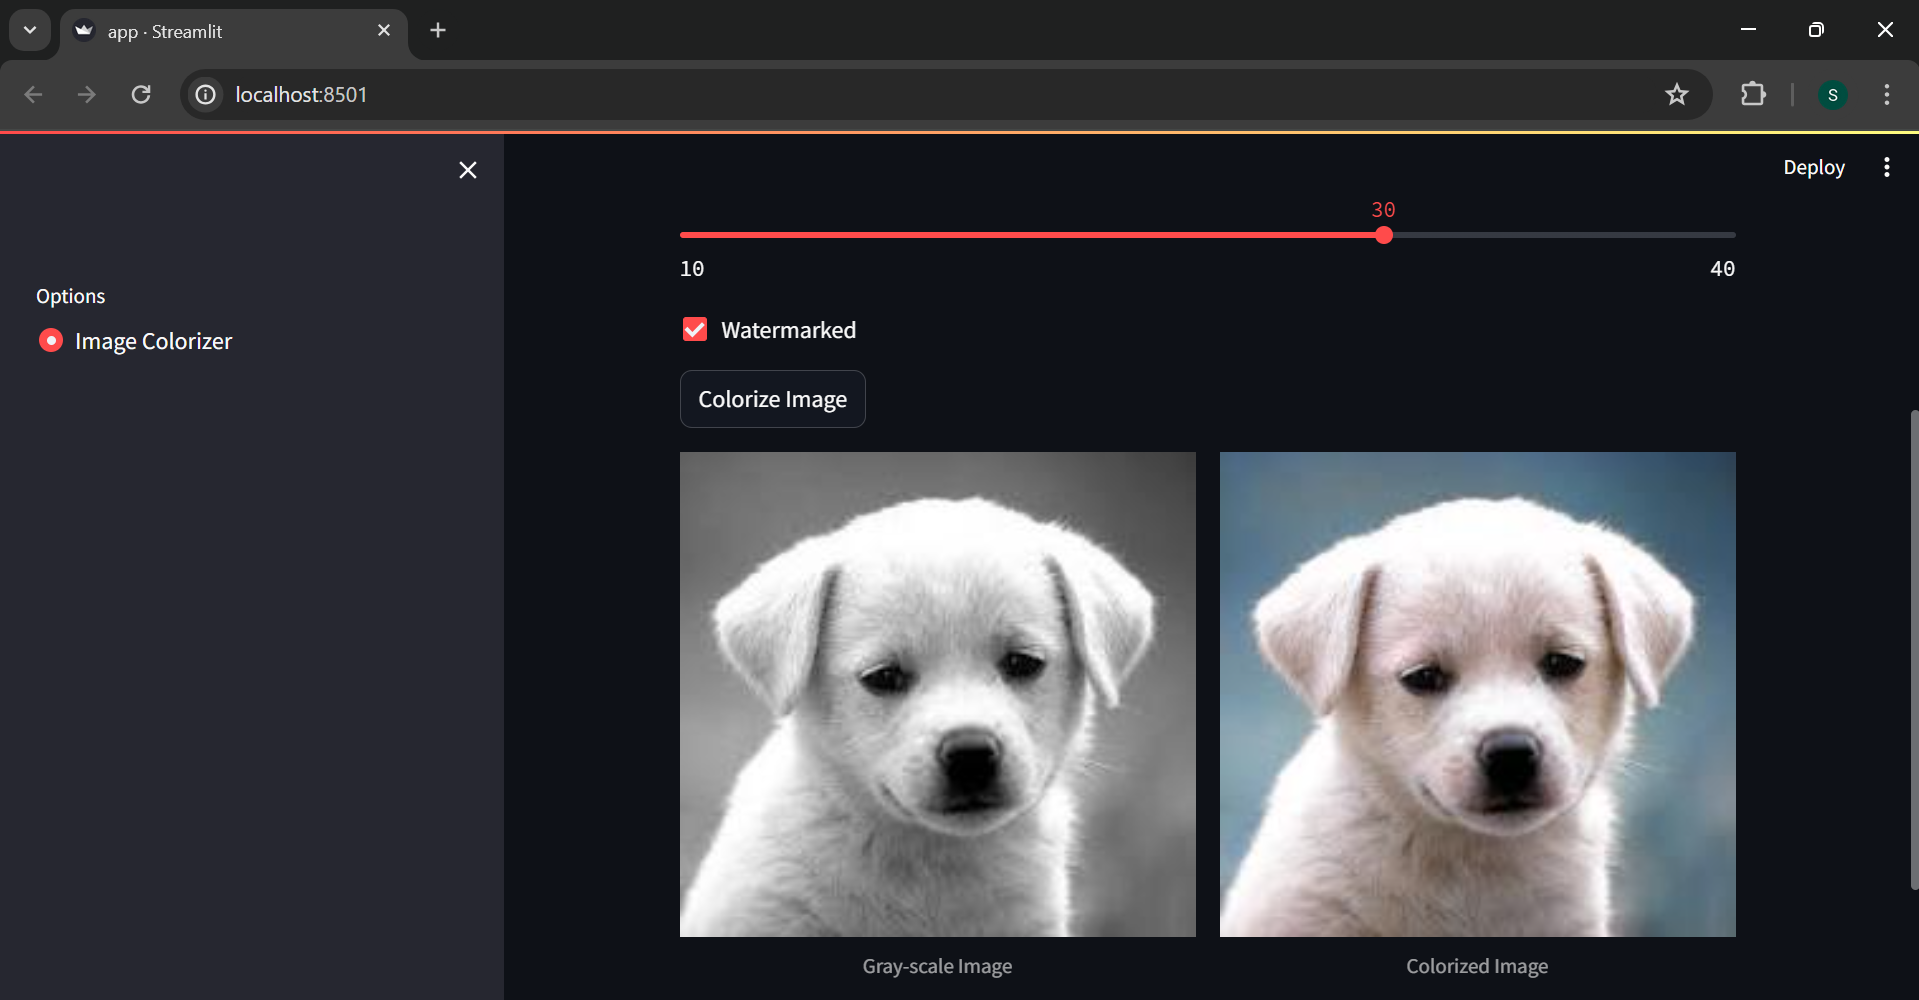 app · Streamlit
localhost:8501
S
Deploy
Options
Image Colorizer
30
10
40
Watermarked
Colorize Image
Gray-scale Image
Colorized Image